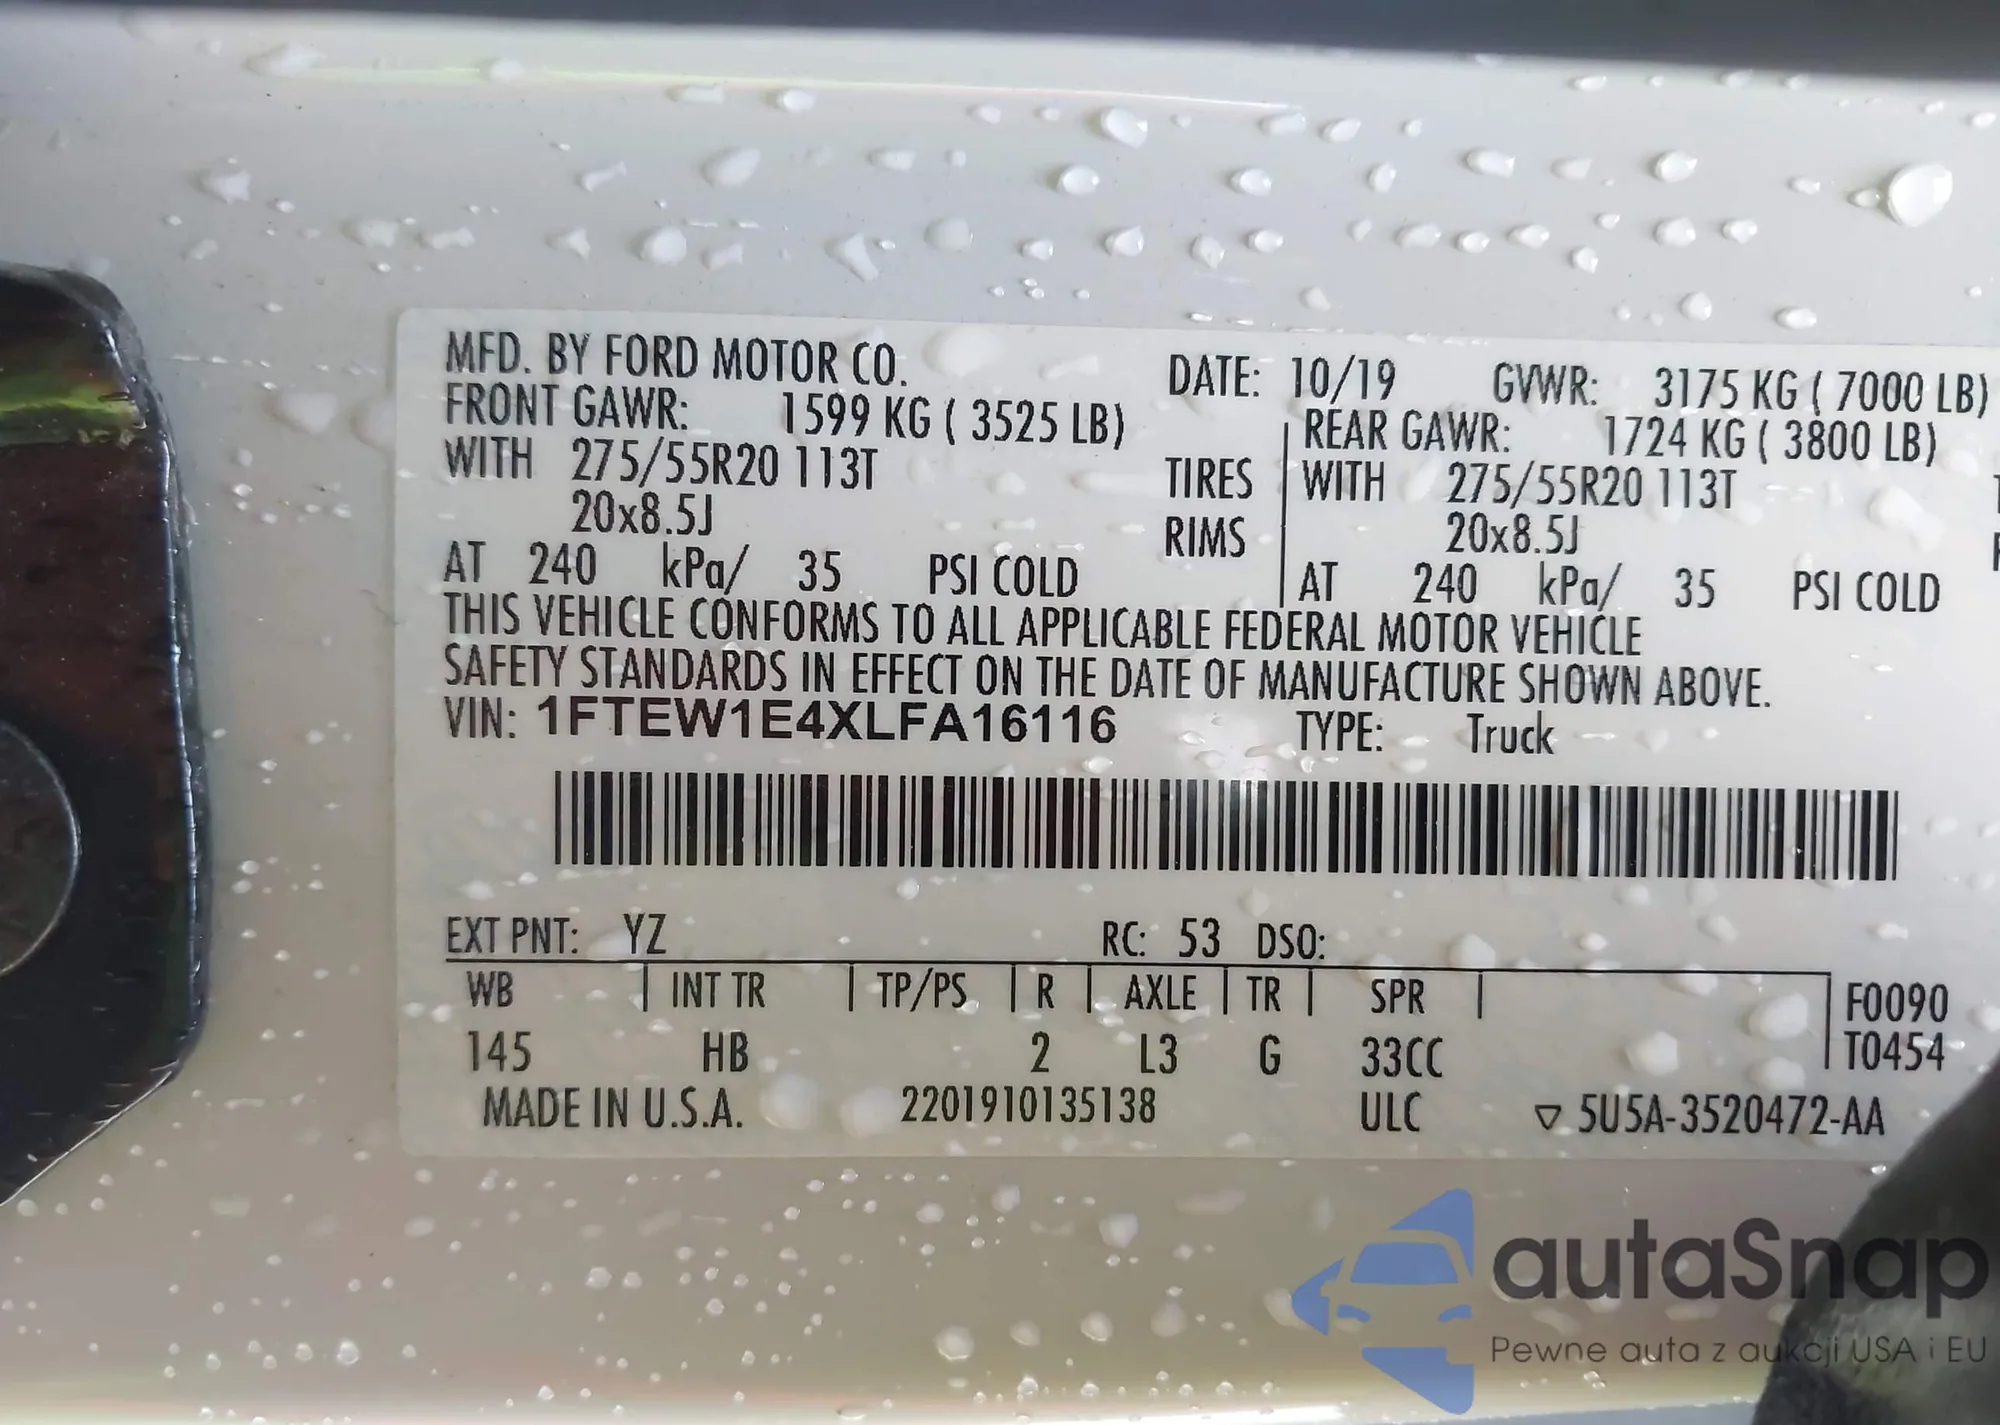 MFD. BY FORD MOTOR CO. DATE: 10/19 GVWR: 3175 KG ( 7000 LB)
FRONT GAWR: 1599 KG ( 3525 LB) REAR GAWR: 1724 KG ( 3800 LB)
WITH 275/55R20 113T TIRES WITH 275/55R20 113T
20x8.5J RIMS 20x8.5J
AT 240 kPa/ 35 PSI COLD AT 240 kPa/ 35 PSI COLD
THIS VEHICLE CONFORMS TO ALL APPLICABLE FEDERAL MOTOR VEHICLE
SAFETY STANDARDS IN EFFECT ON THE DATE OF MANUFACTURE SHOWN ABOVE.
VIN: 1FTEW1E4XLFA16116 TYPE: Truck
EXT PNT: YZ RC: 53 DSO:
WB INT TR TP/PS R AXLE TR SPR F0090
145 HB 2 L3 G 33CC T0454
MADE IN U.S.A. 2201910135138 ULC ▽ 5U5A-3520472-AA
autaSnap
Pewne auta z aukcji USA i EU